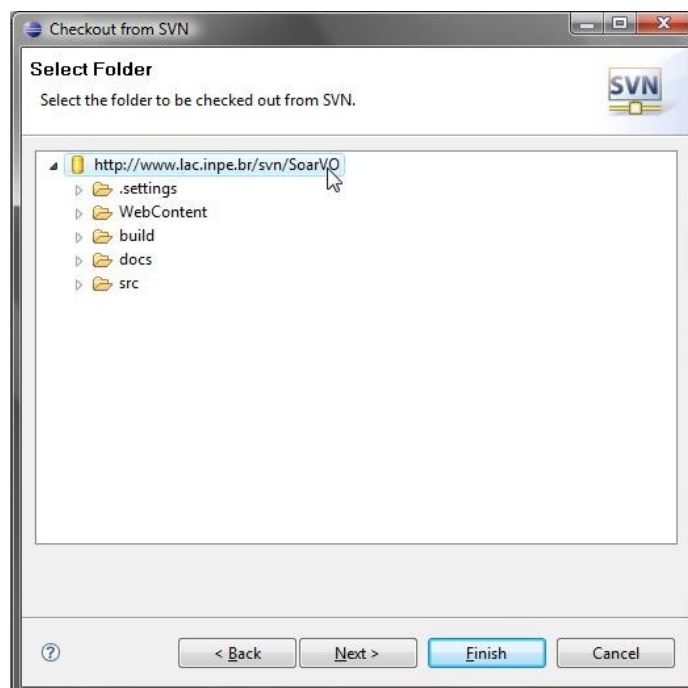 Checkout from SVN
Select Folder
Select the folder to be checked out from SVN.
SVN
http://www.lac.inpe.br/svn/SoarVO
.settings
WebContent
build
docs
src
?
< Back
Next >
Finish
Cancel